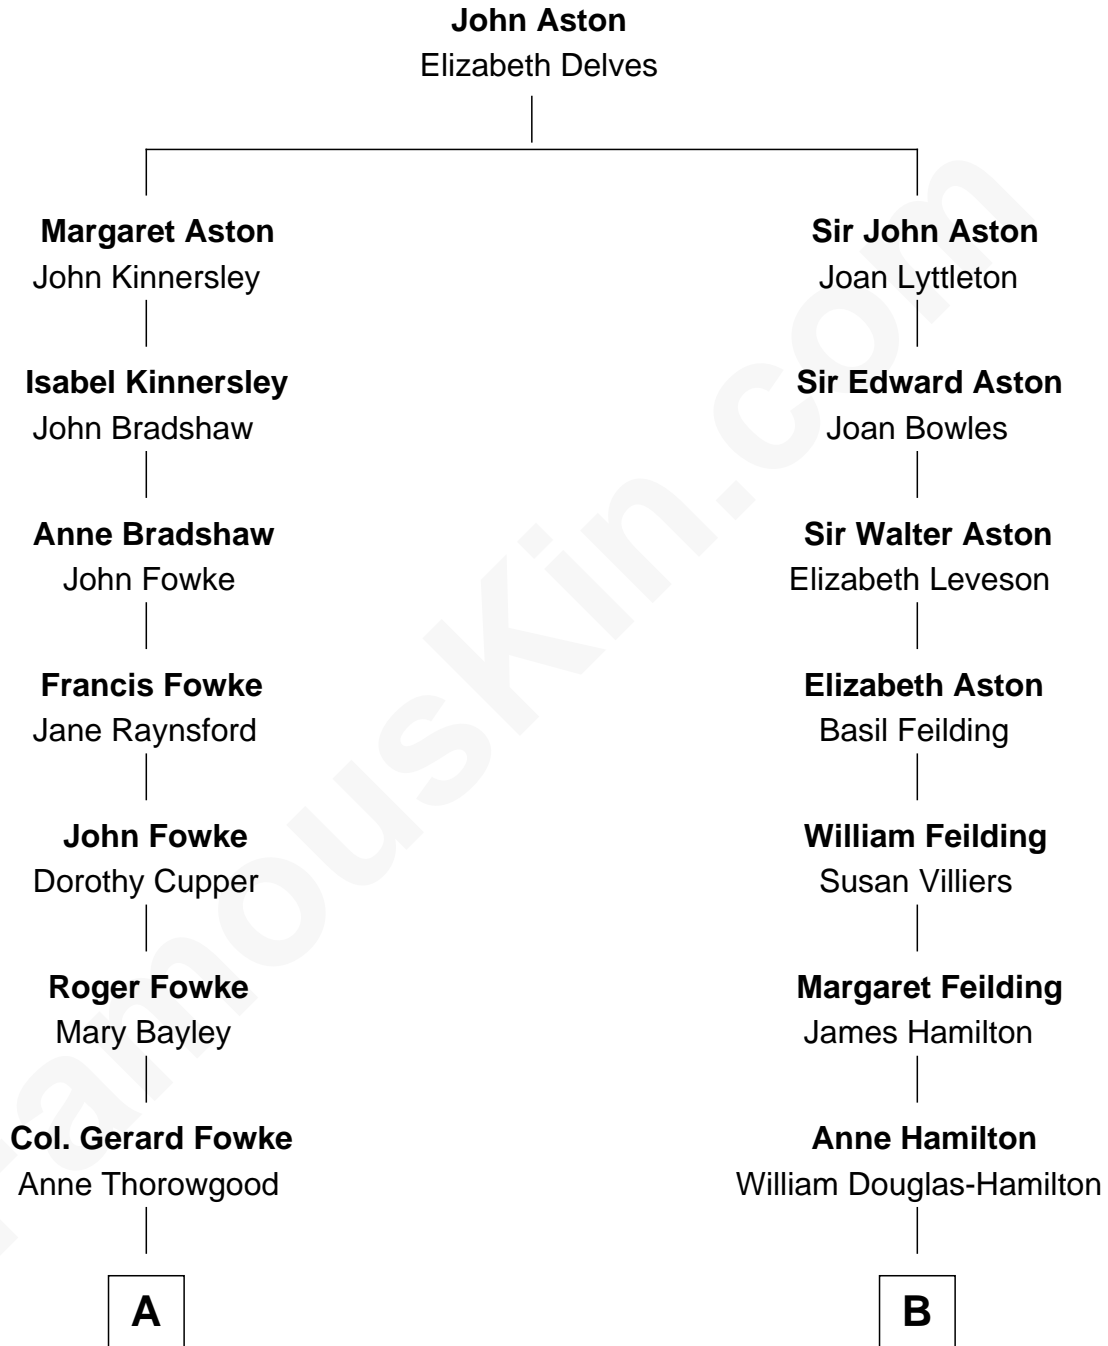 John Aston
Elizabeth Delves
Margaret Aston
John Kinnersley
Isabel Kinnersley
John Bradshaw
Anne Bradshaw
John Fowke
Francis Fowke
Jane Raynsford
John Fowke
Dorothy Cupper
Roger Fowke
Mary Bayley
Col. Gerard Fowke
Anne Thorowgood
A
Sir John Aston
Joan Lyttleton
Sir Edward Aston
Joan Bowles
Sir Walter Aston
Elizabeth Leveson
Elizabeth Aston
Basil Feilding
William Feilding
Susan Villiers
Margaret Feilding
James Hamilton
Anne Hamilton
William Douglas-Hamilton
B
FamousKin.com